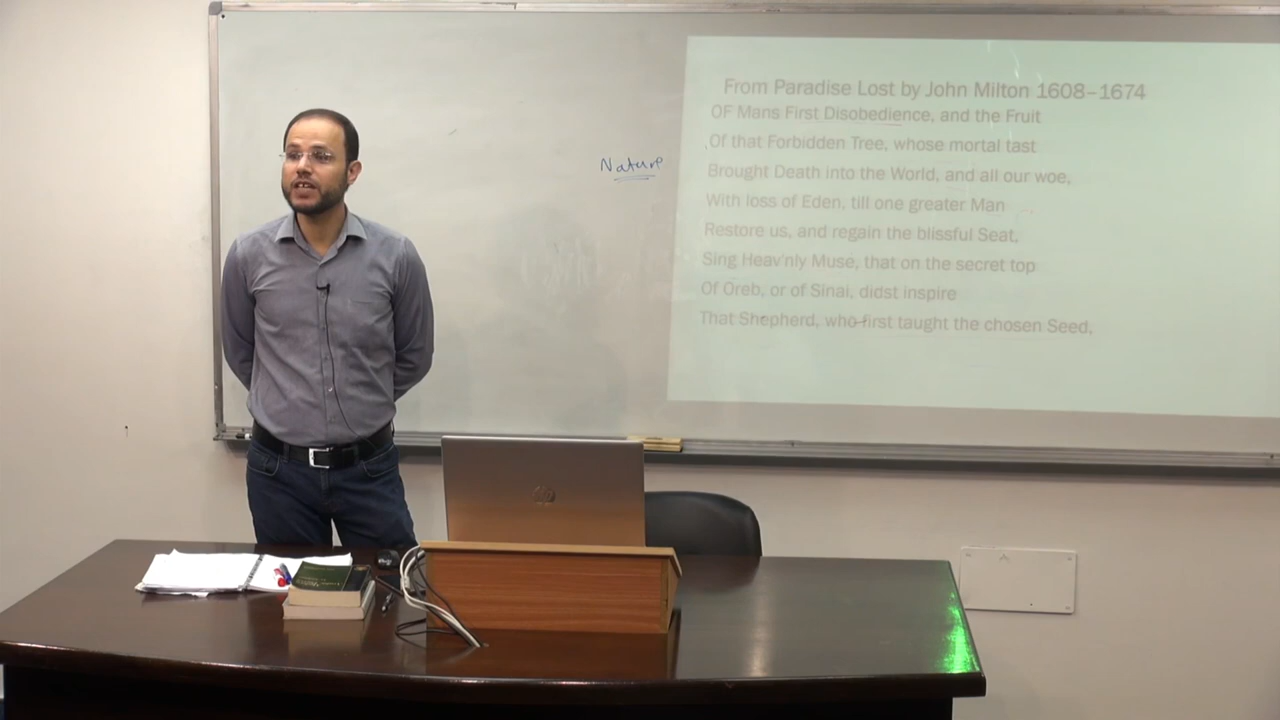 Nature
From Paradise Lost by John Milton 1608–1674
OF Mans First Disobedience, and the Fruit
Of that Forbidden Tree, whose mortal tast
Brought Death into the World, and all our woe,
With loss of Eden, till one greater Man
Restore us, and regain the blissful Seat,
Sing Heav'nly Muse, that on the secret top
Of Oreb, or of Sinai, didst inspire
That Shepherd, who first taught the chosen Seed,
hp